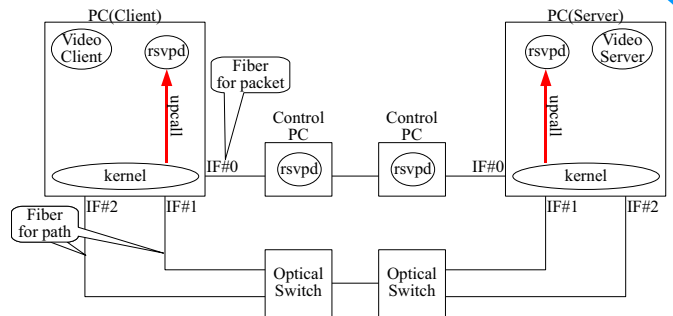 PC(Client)
PC(Server)
Video
Client
rsvpd
upcall
kernel
Fiber
for packet
IF#0
Control
PC
rsvpd
Control
PC
rsvpd
IF#0
rsvpd
Video
Server
upcall
kernel
IF#2
IF#1
IF#1
IF#2
Fiber
for path
Optical
Switch
Optical
Switch